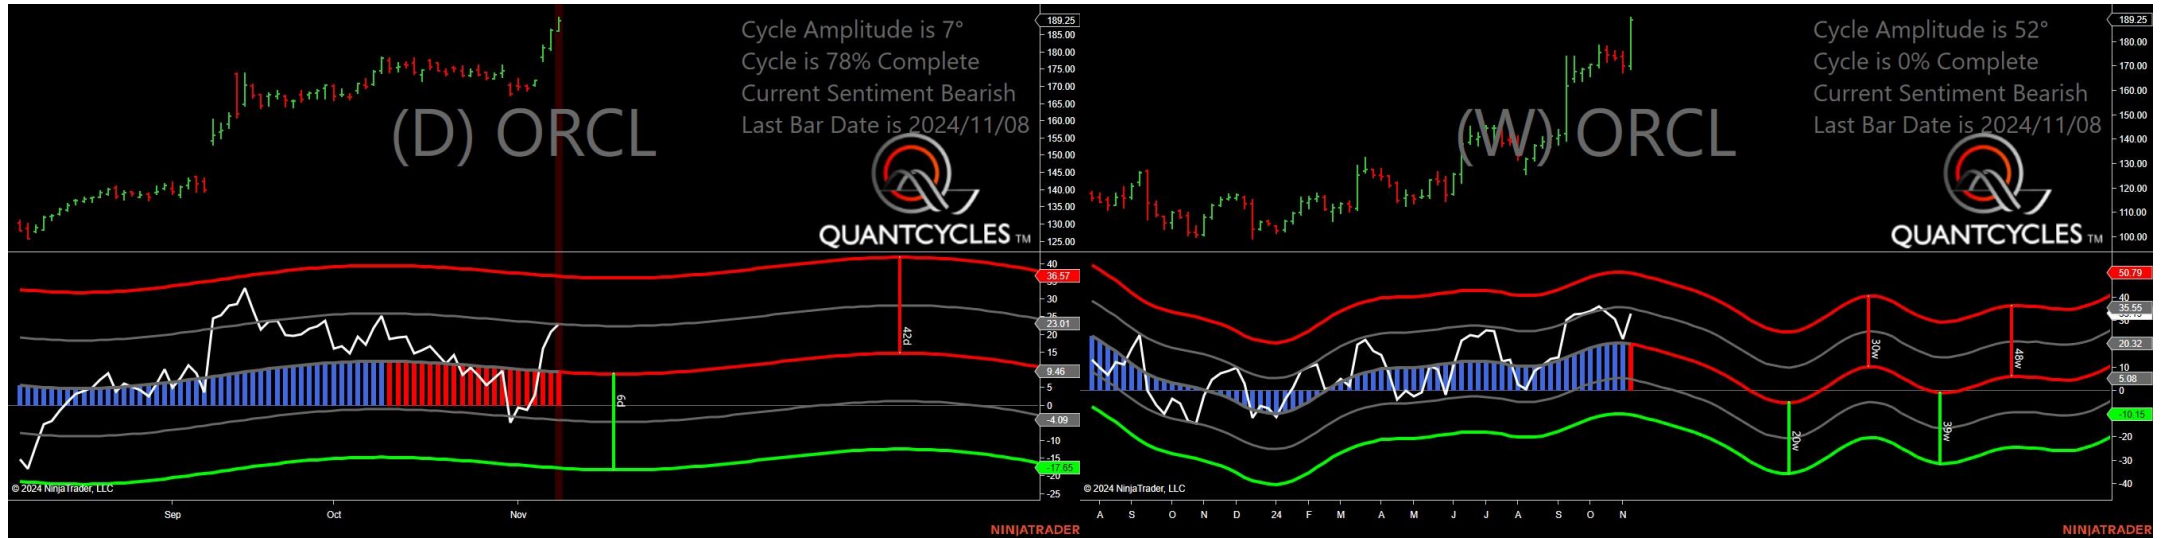 Cycle Amplitude is 7°
Cycle is 78% Complete
Current Sentiment Bearish
Last Bar Date is 2024/11/08
(D) ORCL
QUANTCYCLES TM
189.25
185.00
180.00
175.00
170.00
165.00
160.00
155.00
150.00
145.00
140.00
135.00
130.00
125.00
40
36.57
30
23.01
20
15
9.46
5
0
-4.09
-10
-15
-17.65
-20
-25
42d
6d
© 2024 NinjaTrader, LLC
Sep
Oct
Nov
NINJATRADER
Cycle Amplitude is 52°
Cycle is 0% Complete
Current Sentiment Bearish
Last Bar Date is 2024/11/08
(W) ORCL
QUANTCYCLES TM
189.25
180.00
170.00
160.00
150.00
140.00
130.00
120.00
110.00
100.00
50.79
40
35.55
30
20.32
10
5.08
0
-10.15
-20
-30
-40
30w
48w
20w
39w
© 2024 NinjaTrader, LLC
A S O N D 24 F M A M J J A S O N
NINJATRADER